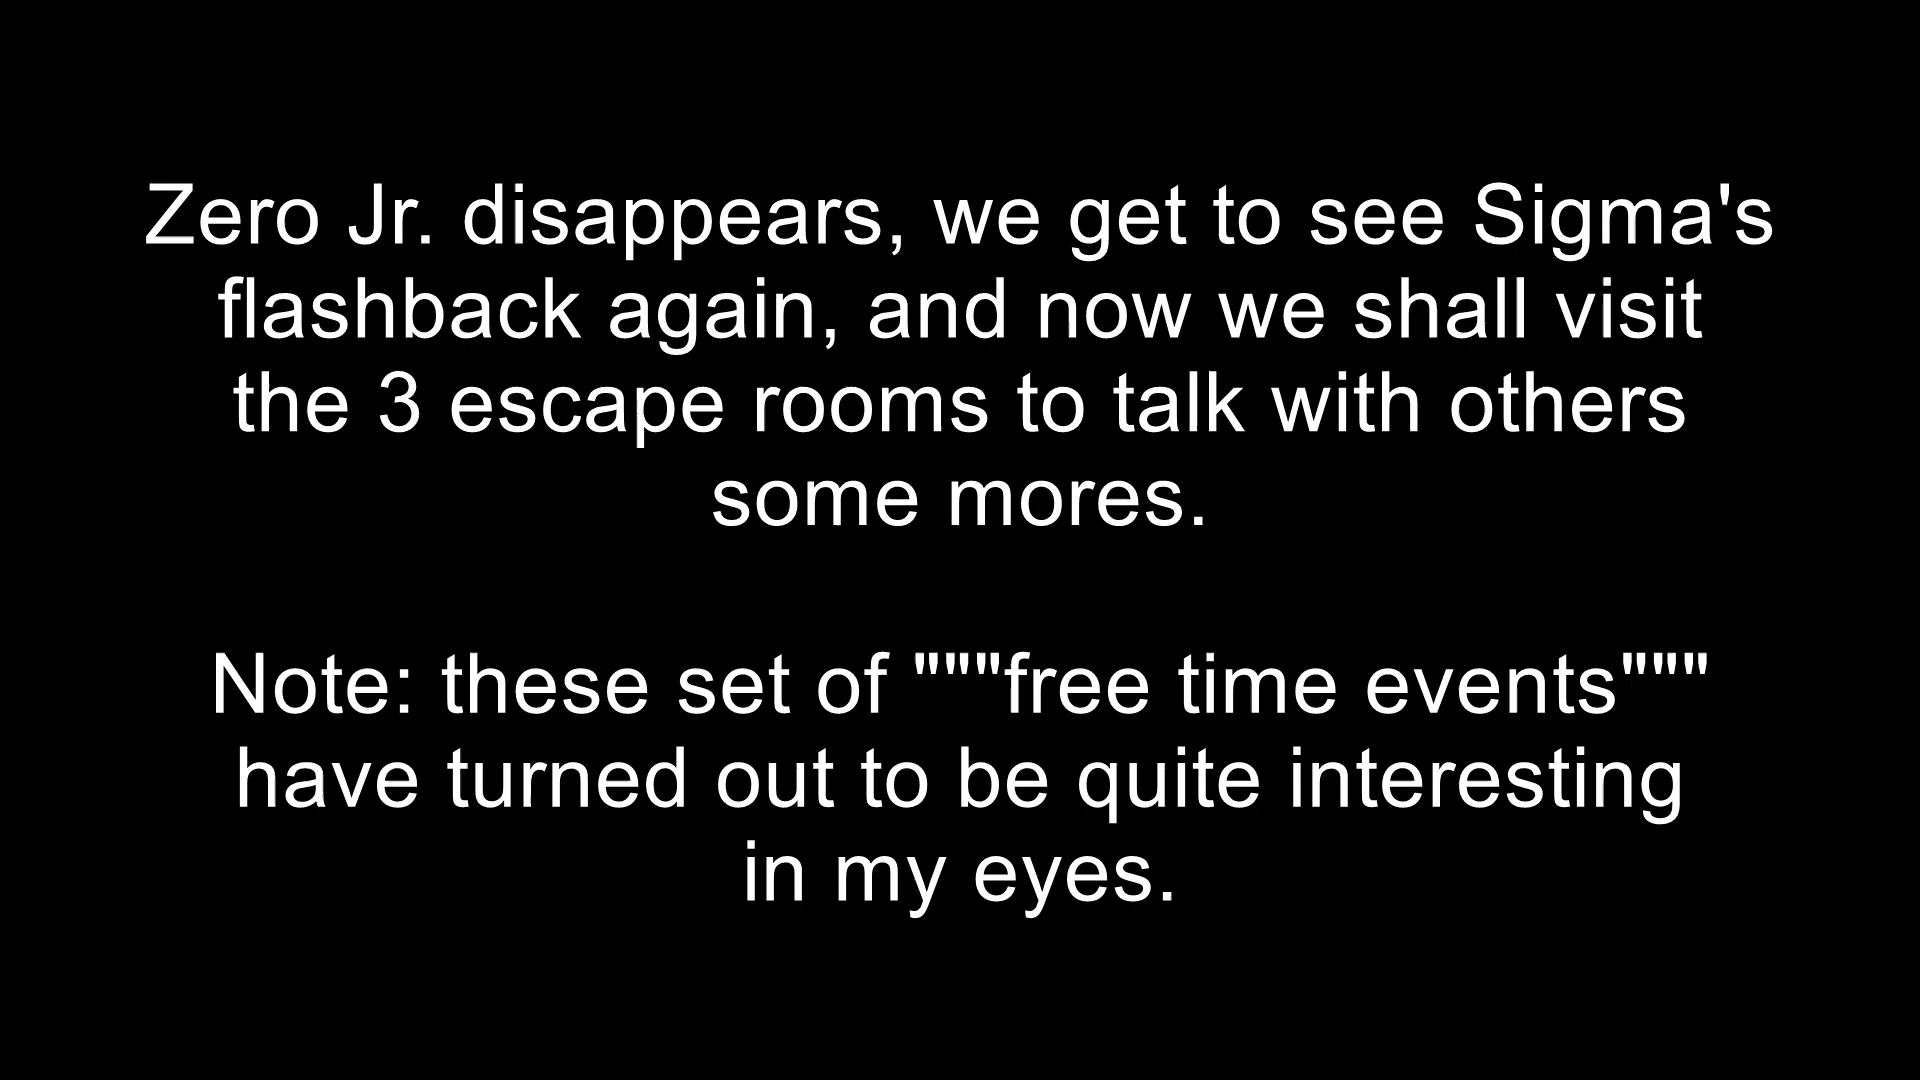 Zero Jr. disappears, we get to see Sigma's
flashback again, and now we shall visit
the 3 escape rooms to talk with others
some mores.
Note: these set of """free time events"""
have turned out to be quite interesting
in my eyes.